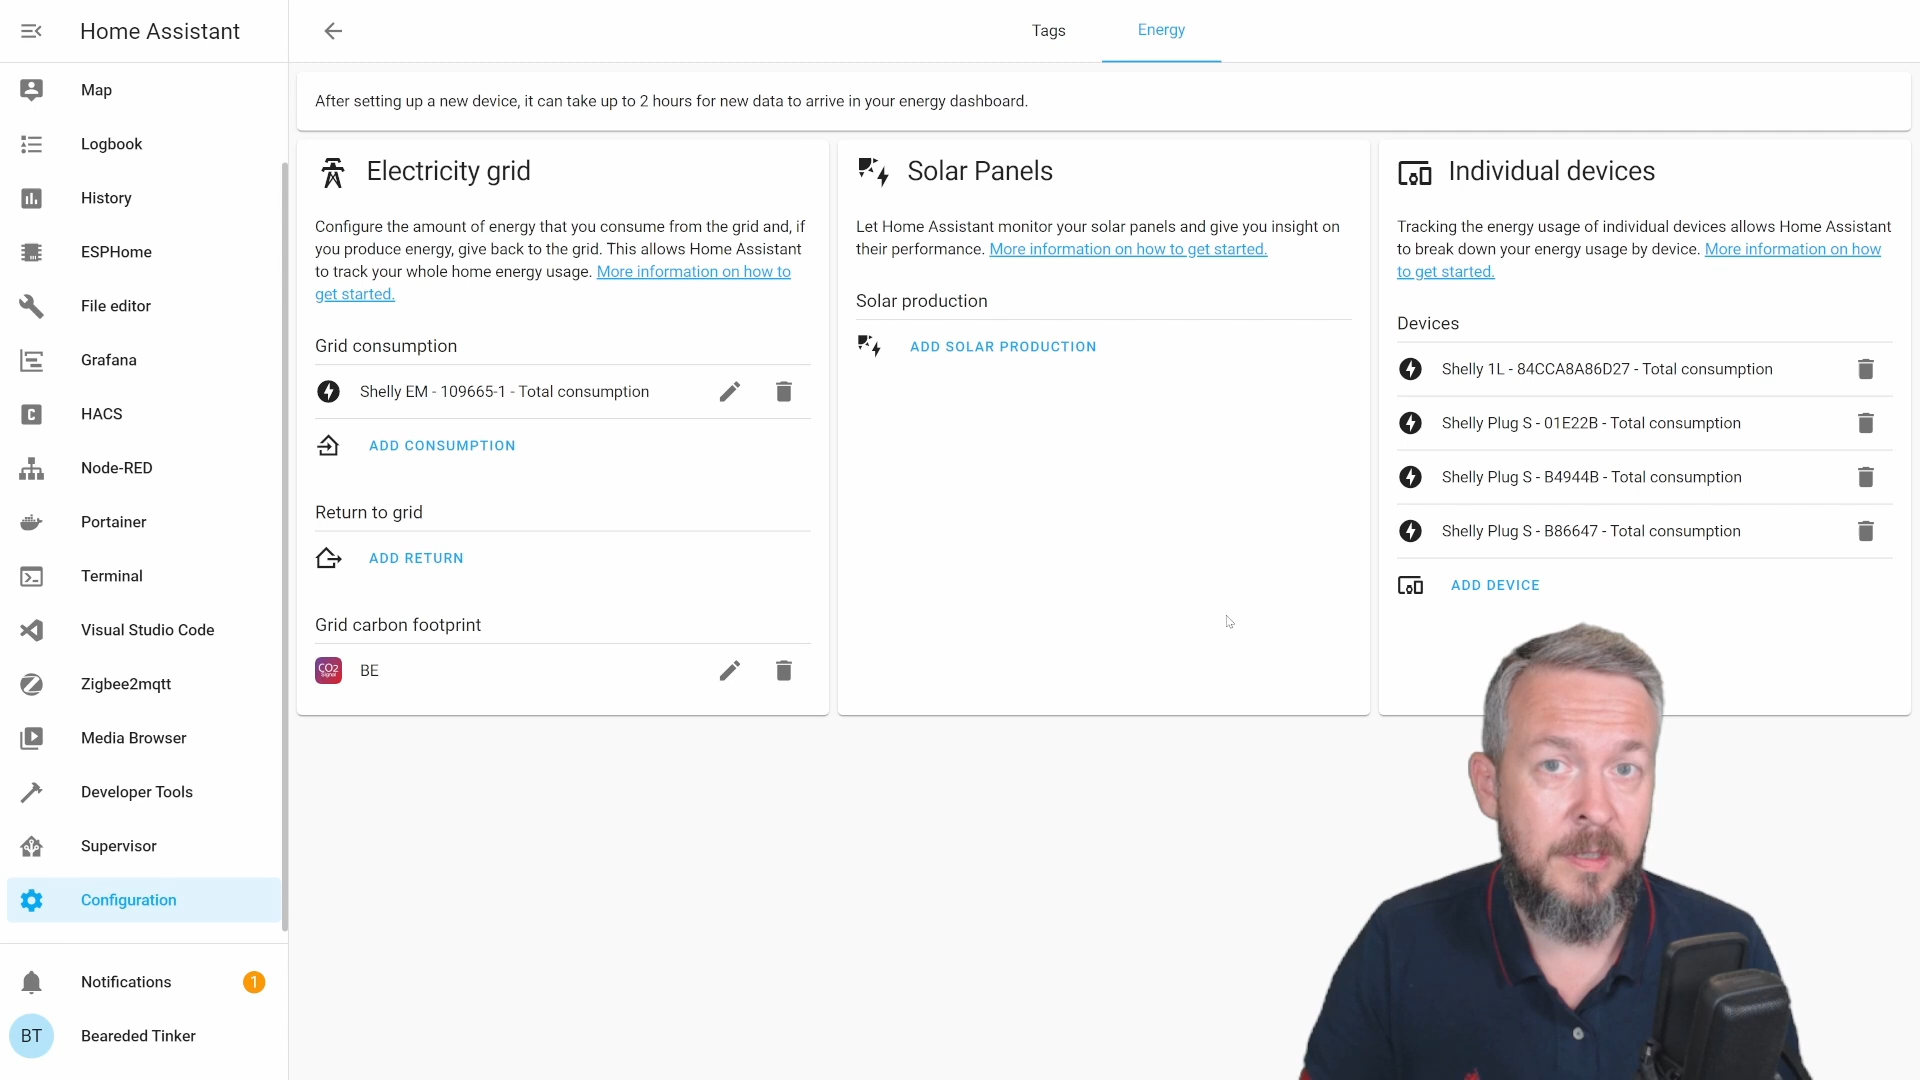 Home Assistant
Map
Logbook
History
ESPHome
File editor
Grafana
HACS
Node-RED
Portainer
Terminal
Visual Studio Code
Zigbee2mqtt
Media Browser
Developer Tools
Supervisor
Configuration
Notifications
1
BT
Beareded Tinker
Tags
Energy
After setting up a new device, it can take up to 2 hours for new data to arrive in your energy dashboard.
Electricity grid
Configure the amount of energy that you consume from the grid and, if
you produce energy, give back to the grid. This allows Home Assistant
to track your whole home energy usage. More information on how to
get started.
Grid consumption
Shelly EM - 109665-1 - Total consumption
ADD CONSUMPTION
Return to grid
ADD RETURN
Grid carbon footprint
CO2
Signal
BE
Solar Panels
Let Home Assistant monitor your solar panels and give you insight on
their performance. More information on how to get started.
Solar production
ADD SOLAR PRODUCTION
Individual devices
Tracking the energy usage of individual devices allows Home Assistant
to break down your energy usage by device. More information on how
to get started.
Devices
Shelly 1L - 84CCA8A86D27 - Total consumption
Shelly Plug S - 01E22B - Total consumption
Shelly Plug S - B4944B - Total consumption
Shelly Plug S - B86647 - Total consumption
ADD DEVICE